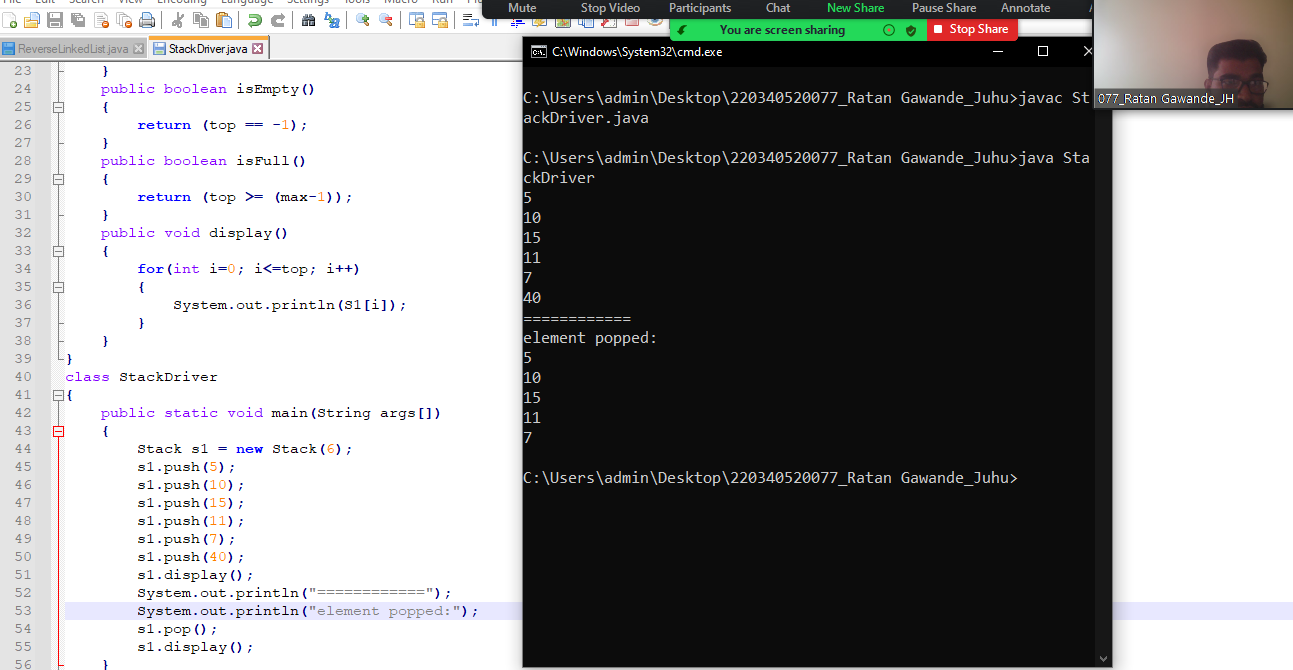 File Edit Search View Encoding Language Settings Tools Macro Run
Mute Stop Video Participants Chat New Share Pause Share Annotate
You are screen sharing Stop Share
ReverseLinkedList.java StackDriver.java
077_Ratan Gawande_JH
23 }
24 public boolean isEmpty()
25 {
26 return (top == -1);
27 }
28 public boolean isFull()
29 {
30 return (top >= (max-1));
31 }
32 public void display()
33 {
34 for(int i=0; i<=top; i++)
35 {
36 System.out.println(S1[i]);
37 }
38 }
39 }
40 class StackDriver
41 {
42 public static void main(String args[])
43 {
44 Stack s1 = new Stack(6);
45 s1.push(5);
46 s1.push(10);
47 s1.push(15);
48 s1.push(11);
49 s1.push(7);
50 s1.push(40);
51 s1.display();
52 System.out.println("============");
53 System.out.println("element popped:");
54 s1.pop();
55 s1.display();
56 }
C:\Windows\System32\cmd.exe
C:\Users\admin\Desktop\220340520077_Ratan Gawande_Juhu>javac St
ackDriver.java
C:\Users\admin\Desktop\220340520077_Ratan Gawande_Juhu>java Sta
ckDriver
5
10
15
11
7
40
============
element popped:
5
10
15
11
7
C:\Users\admin\Desktop\220340520077_Ratan Gawande_Juhu>